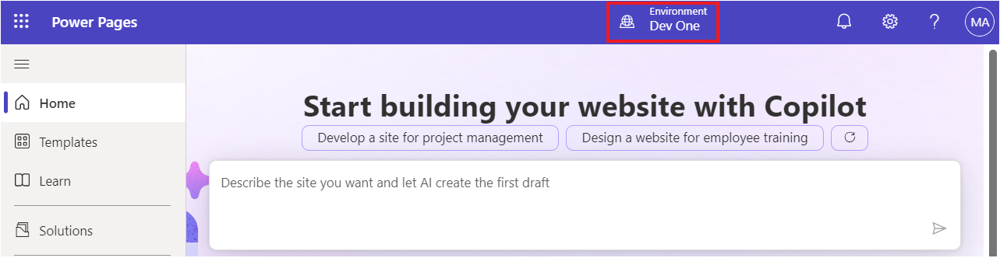 Power Pages
Environment
Dev One
?
MA
Home
Templates
Learn
Solutions
Start building your website with Copilot
Develop a site for project management
Design a website for employee training
Describe the site you want and let AI create the first draft